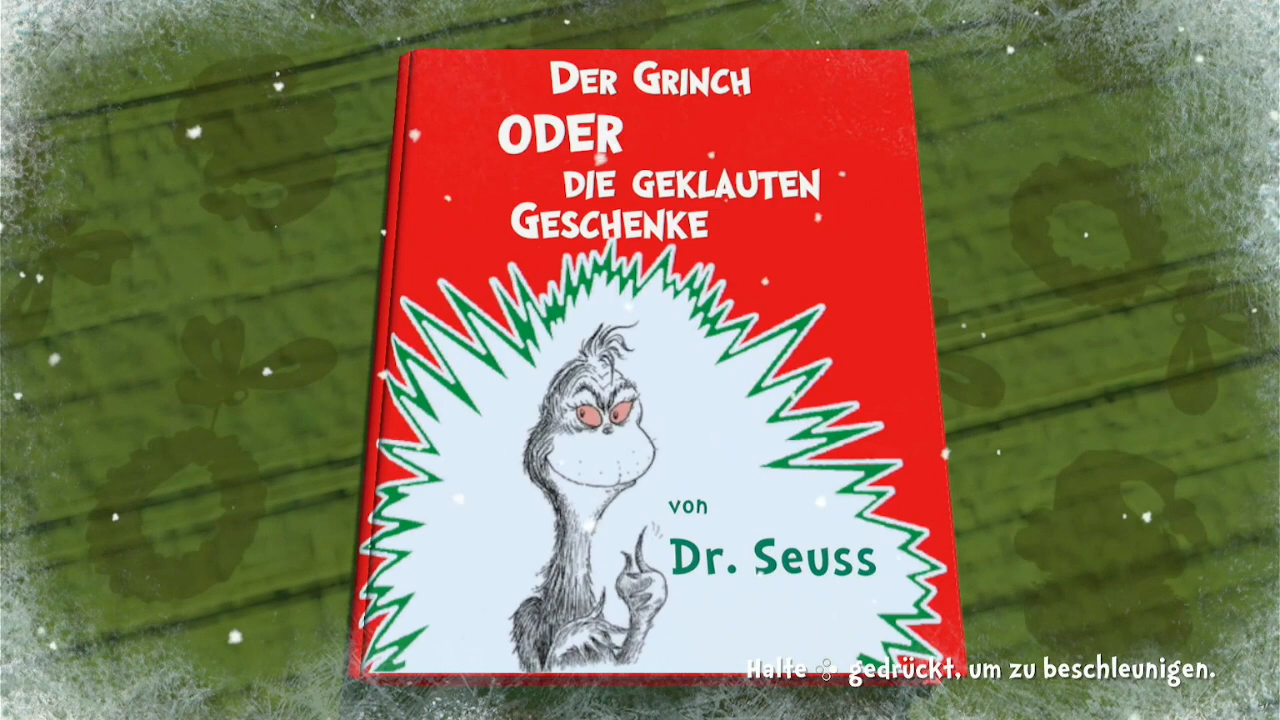 Der Grinch
ODER
die geklauten
Geschenke
von
Dr. Seuss
Halte gedrückt, um zu beschleunigen.